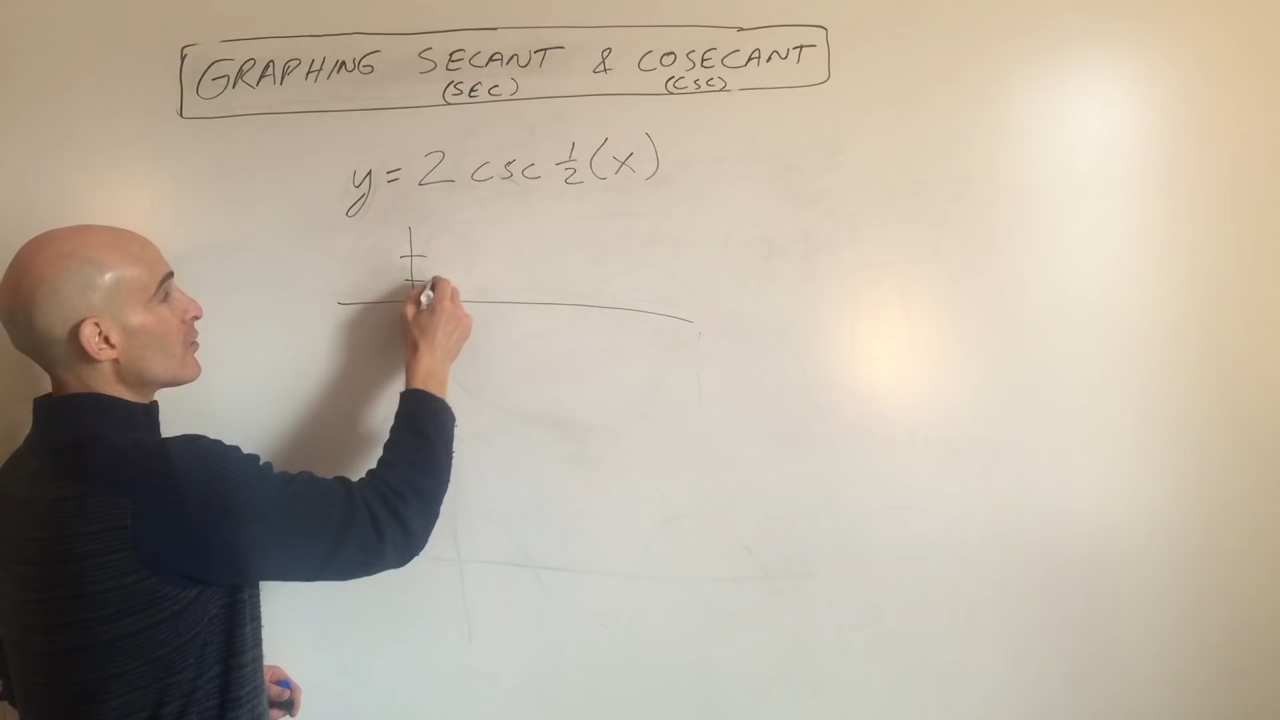 GRAPHING SECANT & COSECANT
(SEC) (CSC)
y = 2 csc ½(x)